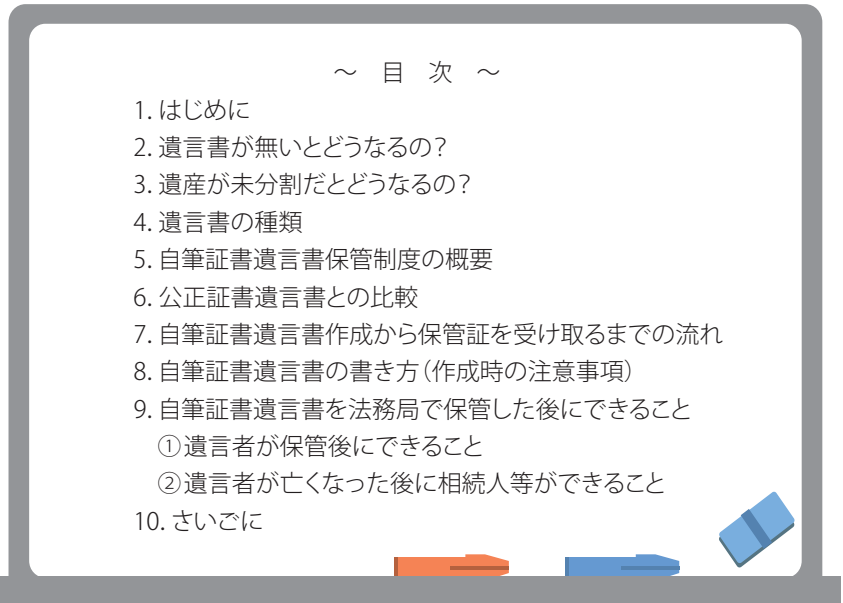 ～ 目 次 ～
1. はじめに
2. 遺言書が無いとどうなるの？
3. 遺産が未分割だとどうなるの？
4. 遺言書の種類
5. 自筆証書遺言書保管制度の概要
6. 公正証書遺言書との比較
7. 自筆証書遺言書作成から保管証を受け取るまでの流れ
8. 自筆証書遺言書の書き方（作成時の注意事項）
9. 自筆証書遺言書を法務局で保管した後にできること
①遺言者が保管後にできること
②遺言者が亡くなった後に相続人等ができること
10. さいごに